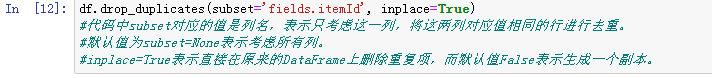 In [12]: df.drop_duplicates(subset='fields.itemId', inplace=True)
#代码中subset对应的值是列名，表示只考虑这一列，将这两列对应值相同的行进行去重。
#默认值为subset=None表示考虑所有列。
#inplace=True表示直接在原来的DataFrame上删除重复项，而默认值False表示生成一个副本。